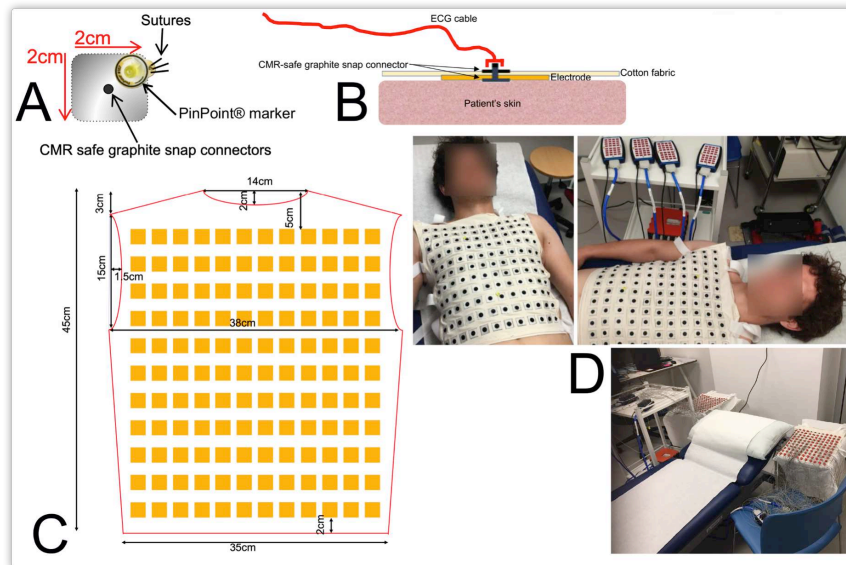 Sutures
2cm
2cm
A
PinPoint® marker
CMR safe graphite snap connectors
ECG cable
CMR-safe graphite snap connector
Electrode
Cotton fabric
B
Patient's skin
14cm
3cm
2cm
5cm
15cm
1.5cm
45cm
38cm
2cm
C
35cm
D